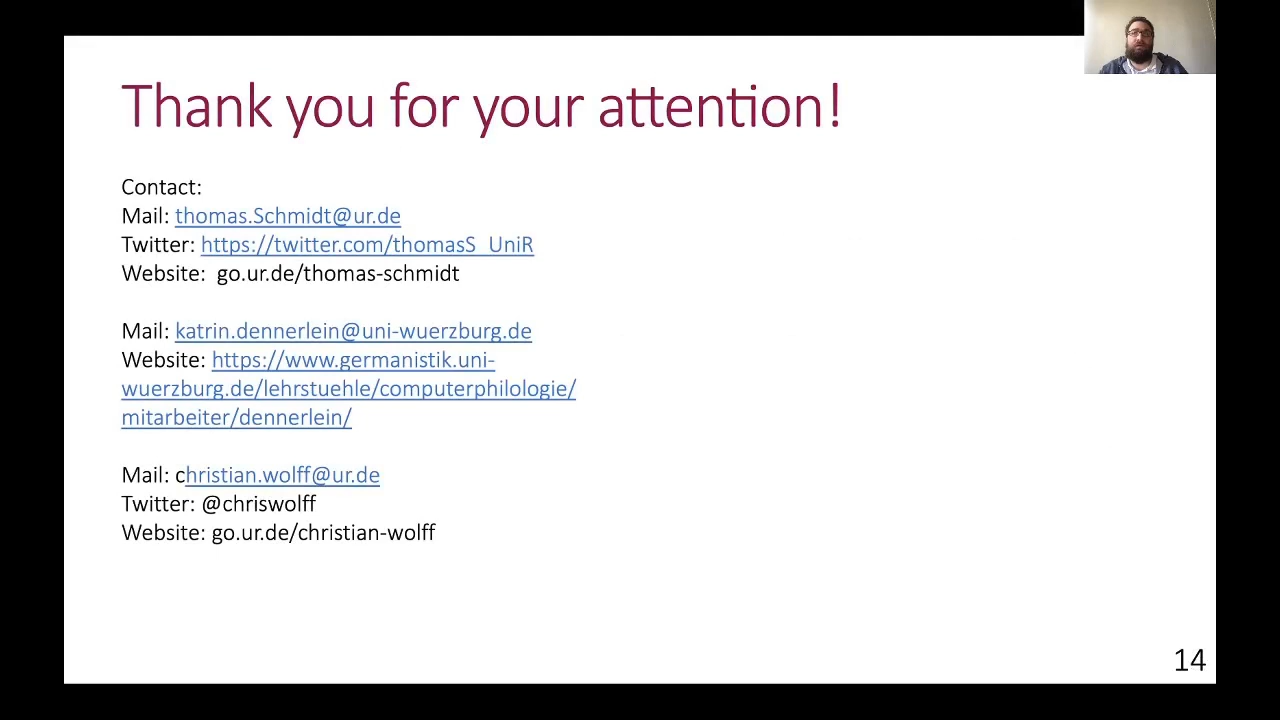 Thank you for your attention!
Contact:
Mail: thomas.Schmidt@ur.de
Twitter: https://twitter.com/thomasS_UniR
Website: go.ur.de/thomas-schmidt
Mail: katrin.dennerlein@uni-wuerzburg.de
Website: https://www.germanistik.uni-
wuerzburg.de/lehrstuehle/computerphilologie/
mitarbeiter/dennerlein/
Mail: christian.wolff@ur.de
Twitter: @chriswolff
Website: go.ur.de/christian-wolff
14